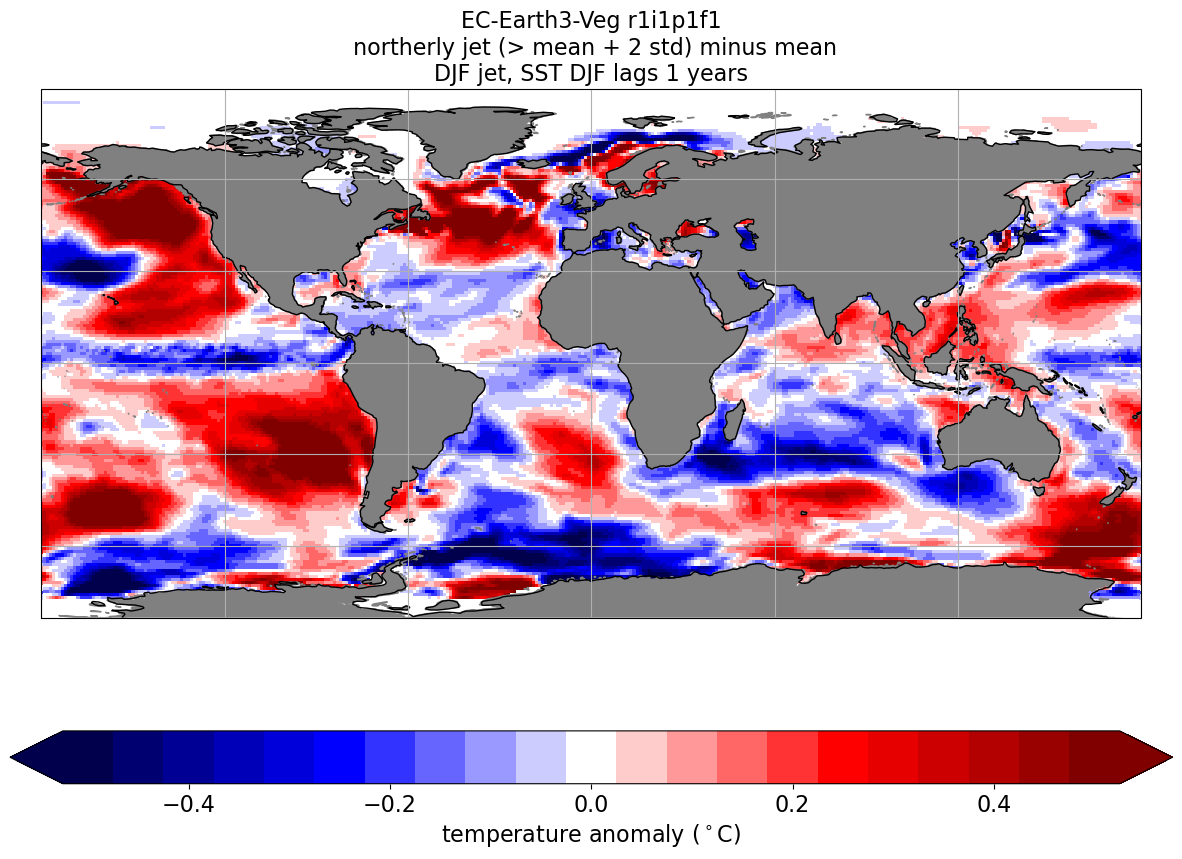 EC-Earth3-Veg r1i1p1f1
northerly jet (> mean + 2 std) minus mean
DJF jet, SST DJF lags 1 years
−0.4 −0.2 0.0 0.2 0.4
temperature anomaly (°C)